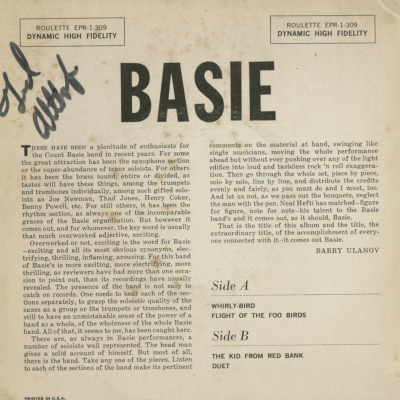 ROULETTE EPR-1-309
DYNAMIC HIGH FIDELITY
ROULETTE EPR-1-309
DYNAMIC HIGH FIDELITY
BASIE
THERE HAVE BEEN a plenitude of enthusiasms for
the Count Basie band in recent years. For some
the great attraction has been the saxophone section
or the super-abundance of tenor soloists. For others
it has been the brass sound, entire or divided, as
tastes will have these things, among the trumpets
and trombones individually, among such gifted solo-
ists as Joe Newman, Thad Jones, Henry Coker,
Benny Powell, etc. For still others, it has been the
rhythm section, as always one of the incomparable
graces of the Basie organization. But however it
comes out, and for whomever, the key word is usually
that much overworked adjective, exciting.
Overworked or not, exciting is the word for Basie
—exciting and all its most obvious synonyms, elec-
trifying, thrilling, inflaming, arousing. For this band
of Basie's is more exciting, more electrifying, more
thrilling, as reviewers have had more than one occa-
sion to point out, than its recordings have usually
revealed. The presence of the band is not easy to
catch on records. One needs to hear each of the sec-
tions separately, to grasp the soloistic quality of the
saxes as a group or the trumpets or trombones, and
still to have an unmistakable sense of the power of a
band as a whole, of the wholeness of the whole Basie
band. All of that, it seems to me, has been caught here.
There are, as always in Basie performances, a
number of soloists well represented. The head man
gives a solid account of himself. But most of all,
there is the band. Take any one of the pieces. Listen
to each of the sections of the band make its pertinent
comments on the material at hand, swinging like
single musicians, moving the whole performance
ahead but without ever pushing over any of the light
edifice into loud and tasteless rock 'n roll exaggera-
tion. Then go through the whole set, piece by piec,
solo by solo, line by line, and distribute the credits
evenly and fairly, as you must do and I must, too.
And let us not, as we pass out the bouquets, neglect
the man with the pen. Neal Hefti has matched—figure
for figure, note for note—his talent to the Basie
band's and it comes out, as it should, Basie.
That is the title of this album and the title, the
extraordinary title, of the accomplishment of every-
one connected with it—it comes out Basie.
BARRY ULANOV
Side A
WHIRLY-BIRD
FLIGHT OF THE FOO BIRDS
Side B
THE KID FROM RED BANK
DUET
PRINTED IN U.S.A.